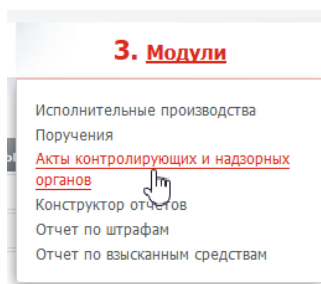 3. Модули
Исполнительные производства
Поручения
Акты контролирующих и надзорных
органов
Конструктор отчетов
Отчет по штрафам
Отчет по взысканным средствам